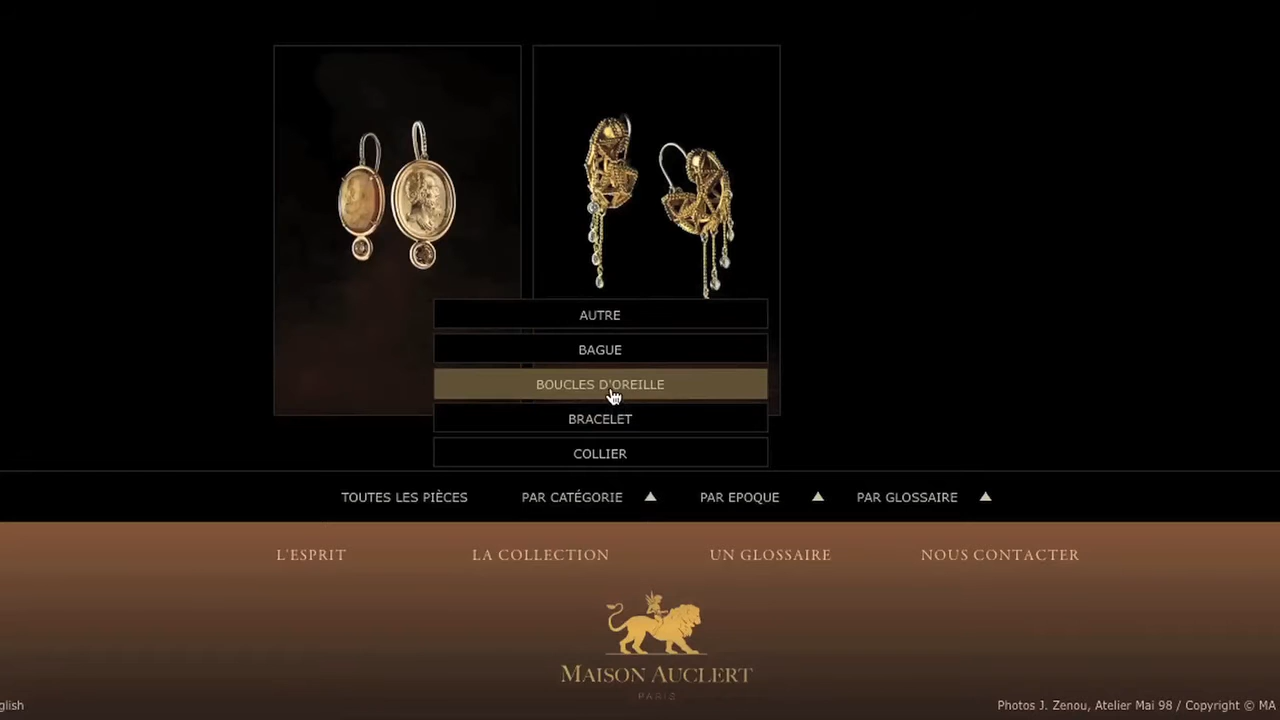 AUTRE
BAGUE
BOUCLES D'OREILLE
BRACELET
COLLIER
TOUTES LES PIÈCES PAR CATÉGORIE PAR EPOQUE PAR GLOSSAIRE
L'ESPRIT LA COLLECTION UN GLOSSAIRE NOUS CONTACTER
MAISON AUCLERT
PARIS
glish Photos J. Zenou, Atelier Mai 98 / Copyright © MA